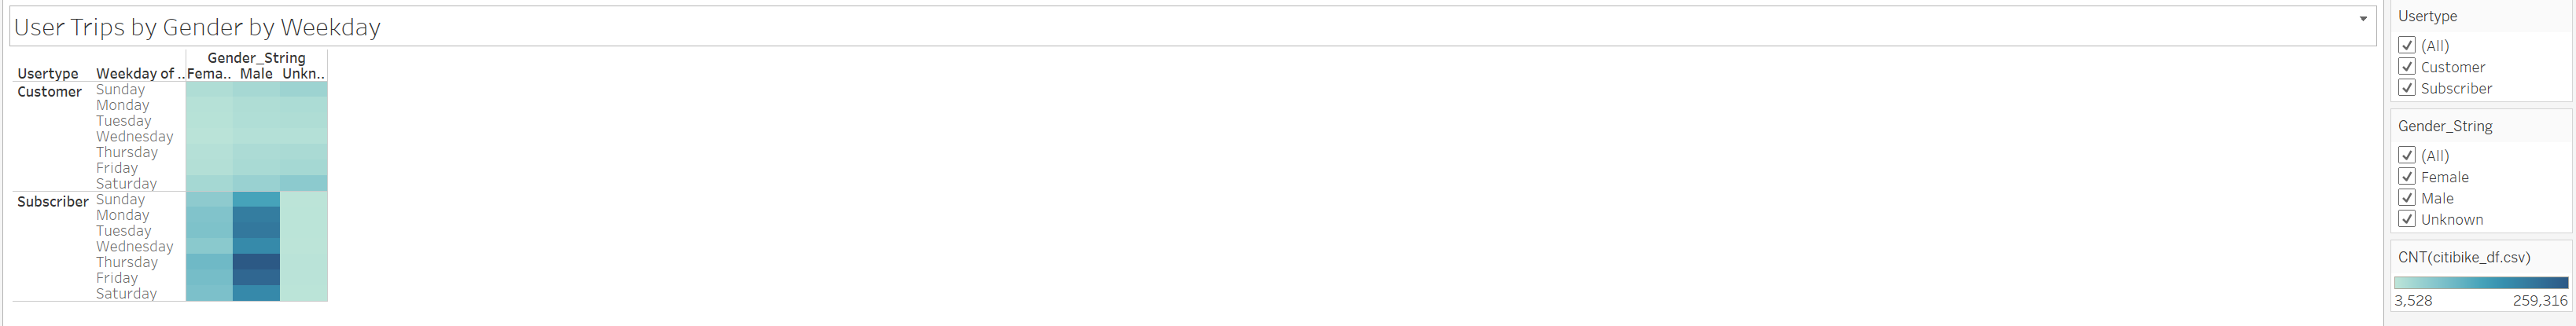 User Trips by Gender by Weekday
Gender_String
Usertype Weekday of .. Fema.. Male Unkn..
Customer Sunday
Monday
Tuesday
Wednesday
Thursday
Friday
Saturday
Subscriber Sunday
Monday
Tuesday
Wednesday
Thursday
Friday
Saturday
Usertype
(All)
Customer
Subscriber
Gender_String
(All)
Female
Male
Unknown
CNT(citibike_df.csv)
3,528 259,316